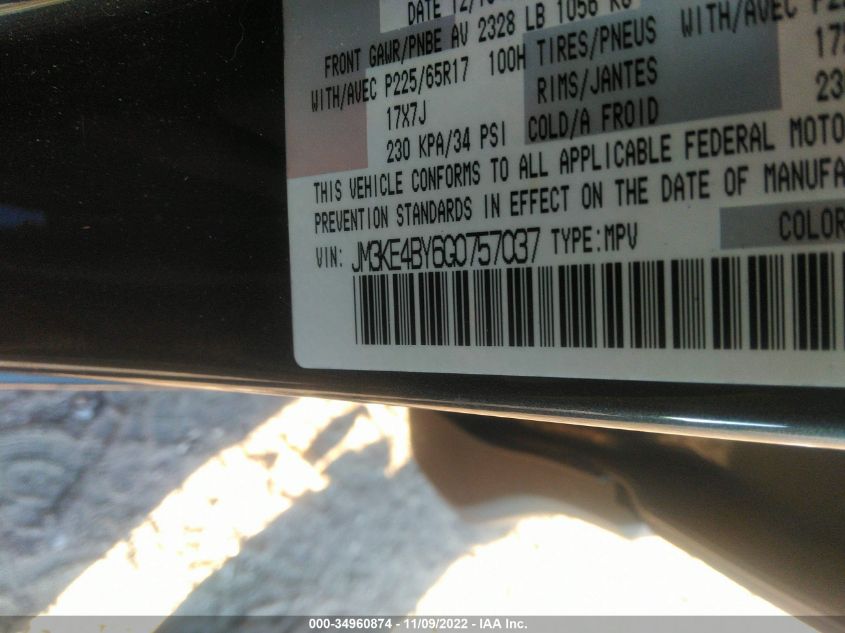 DATE 12/
FRONT GAWR/PNBE AV 2328 LB 1056 KG
WITH/AVEC P225/65R17 100H TIRES/PNEUS WITH/AVEC P22
17X7J RIMS/JANTES 17X
230 KPA/34 PSI COLD/A FROID 23
THIS VEHICLE CONFORMS TO ALL APPLICABLE FEDERAL MOTO
PREVENTION STANDARDS IN EFFECT ON THE DATE OF MANUFA
VIN: JM3KE4BY6G0757037 TYPE:MPV COLOR
000-34960874 - 11/09/2022 - IAA Inc.